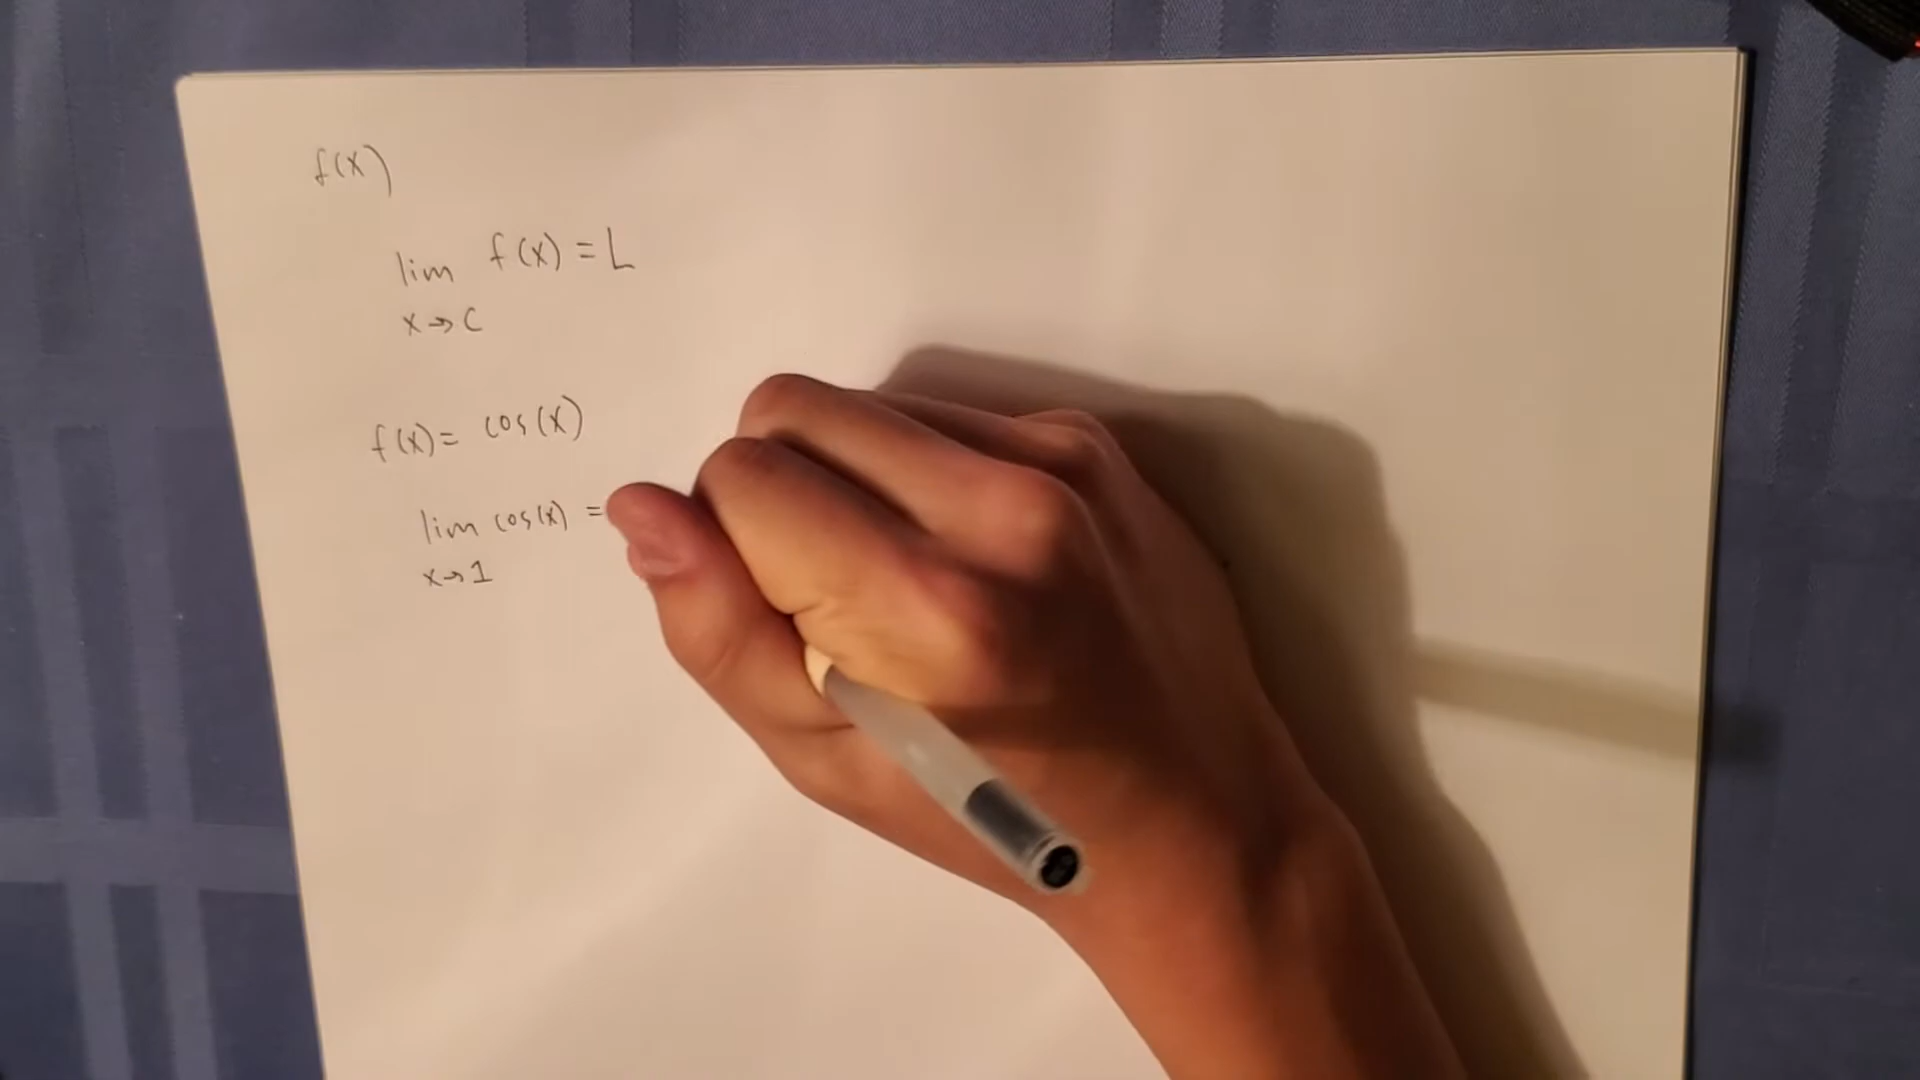 f(x)
lim f(x) = L
x→c
f(x) = cos(x)
lim cos(x) =
x→1